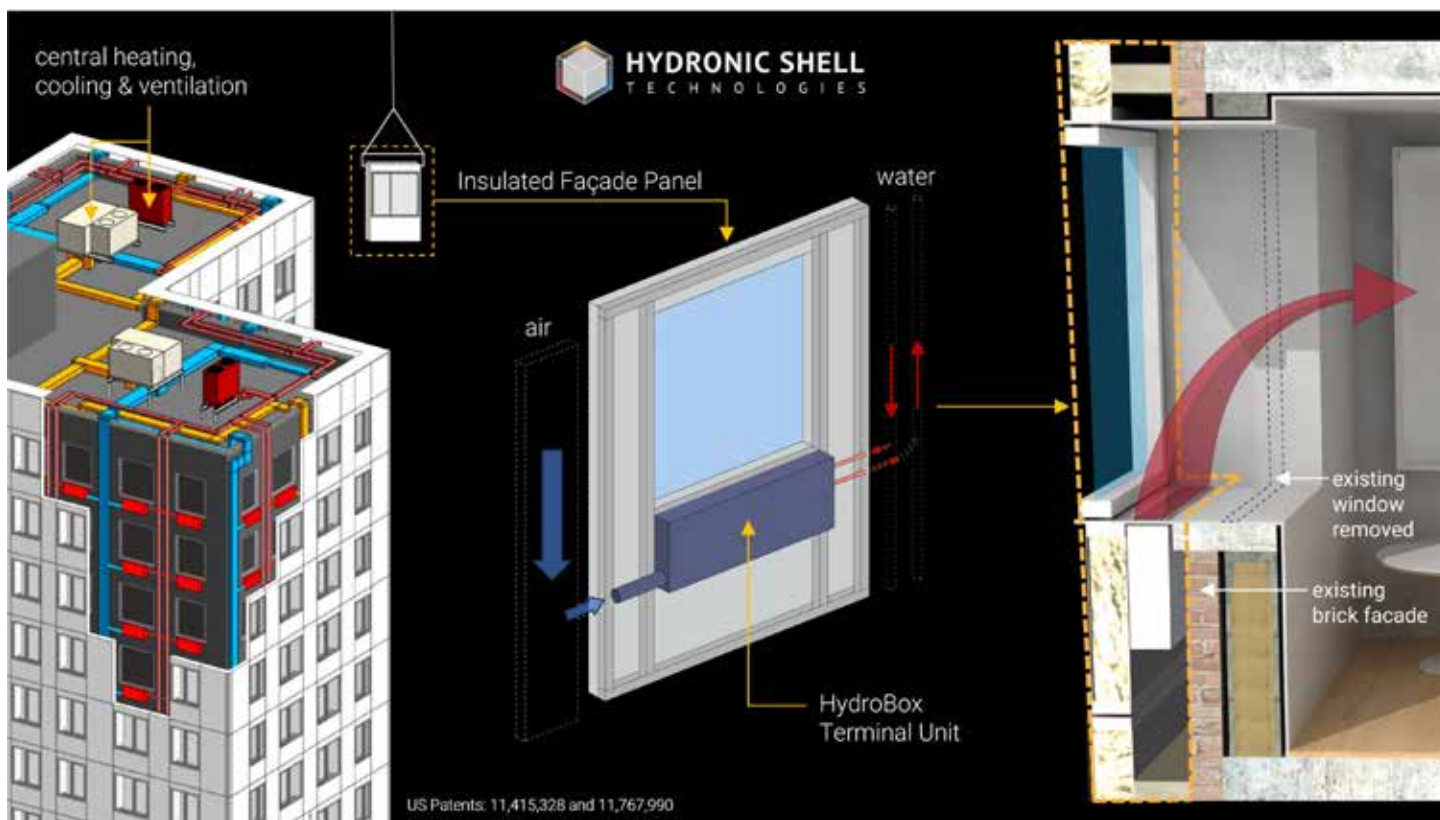 central heating,
cooling & ventilation
HYDRONIC SHELL
TECHNOLOGIES
Insulated Façade Panel
water
air
existing
window
removed
existing
brick facade
HydroBox
Terminal Unit
US Patents: 11,415,328 and 11,767,990